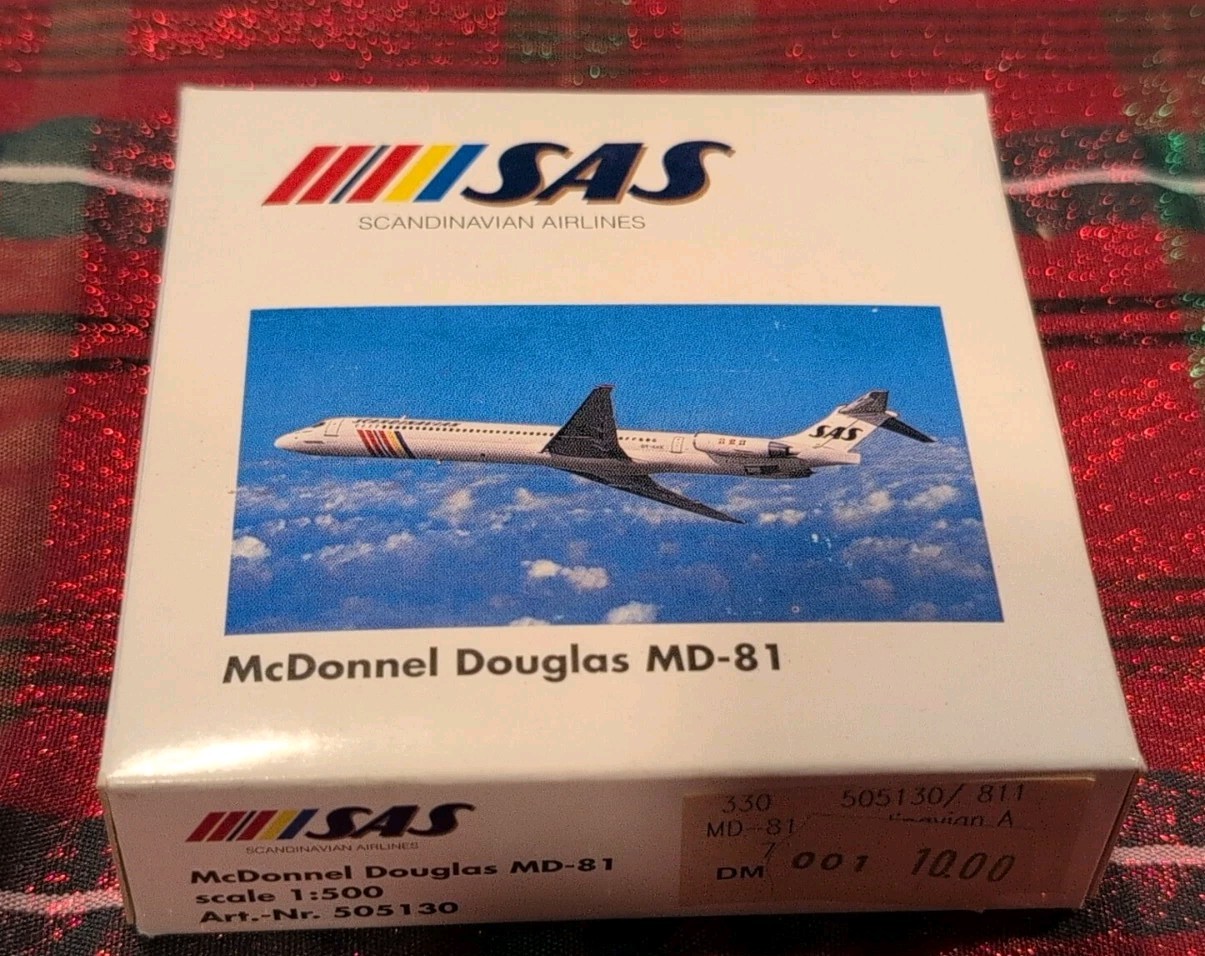 SAS
SCANDINAVIAN AIRLINES
SAS
McDonnel Douglas MD-81
SAS
SCANDINAVIAN AIRLINES
McDonnel Douglas MD-81
scale 1:500
Art.-Nr. 505130
330 505130/ 811
MD-81 A
7
DM 001 10.00